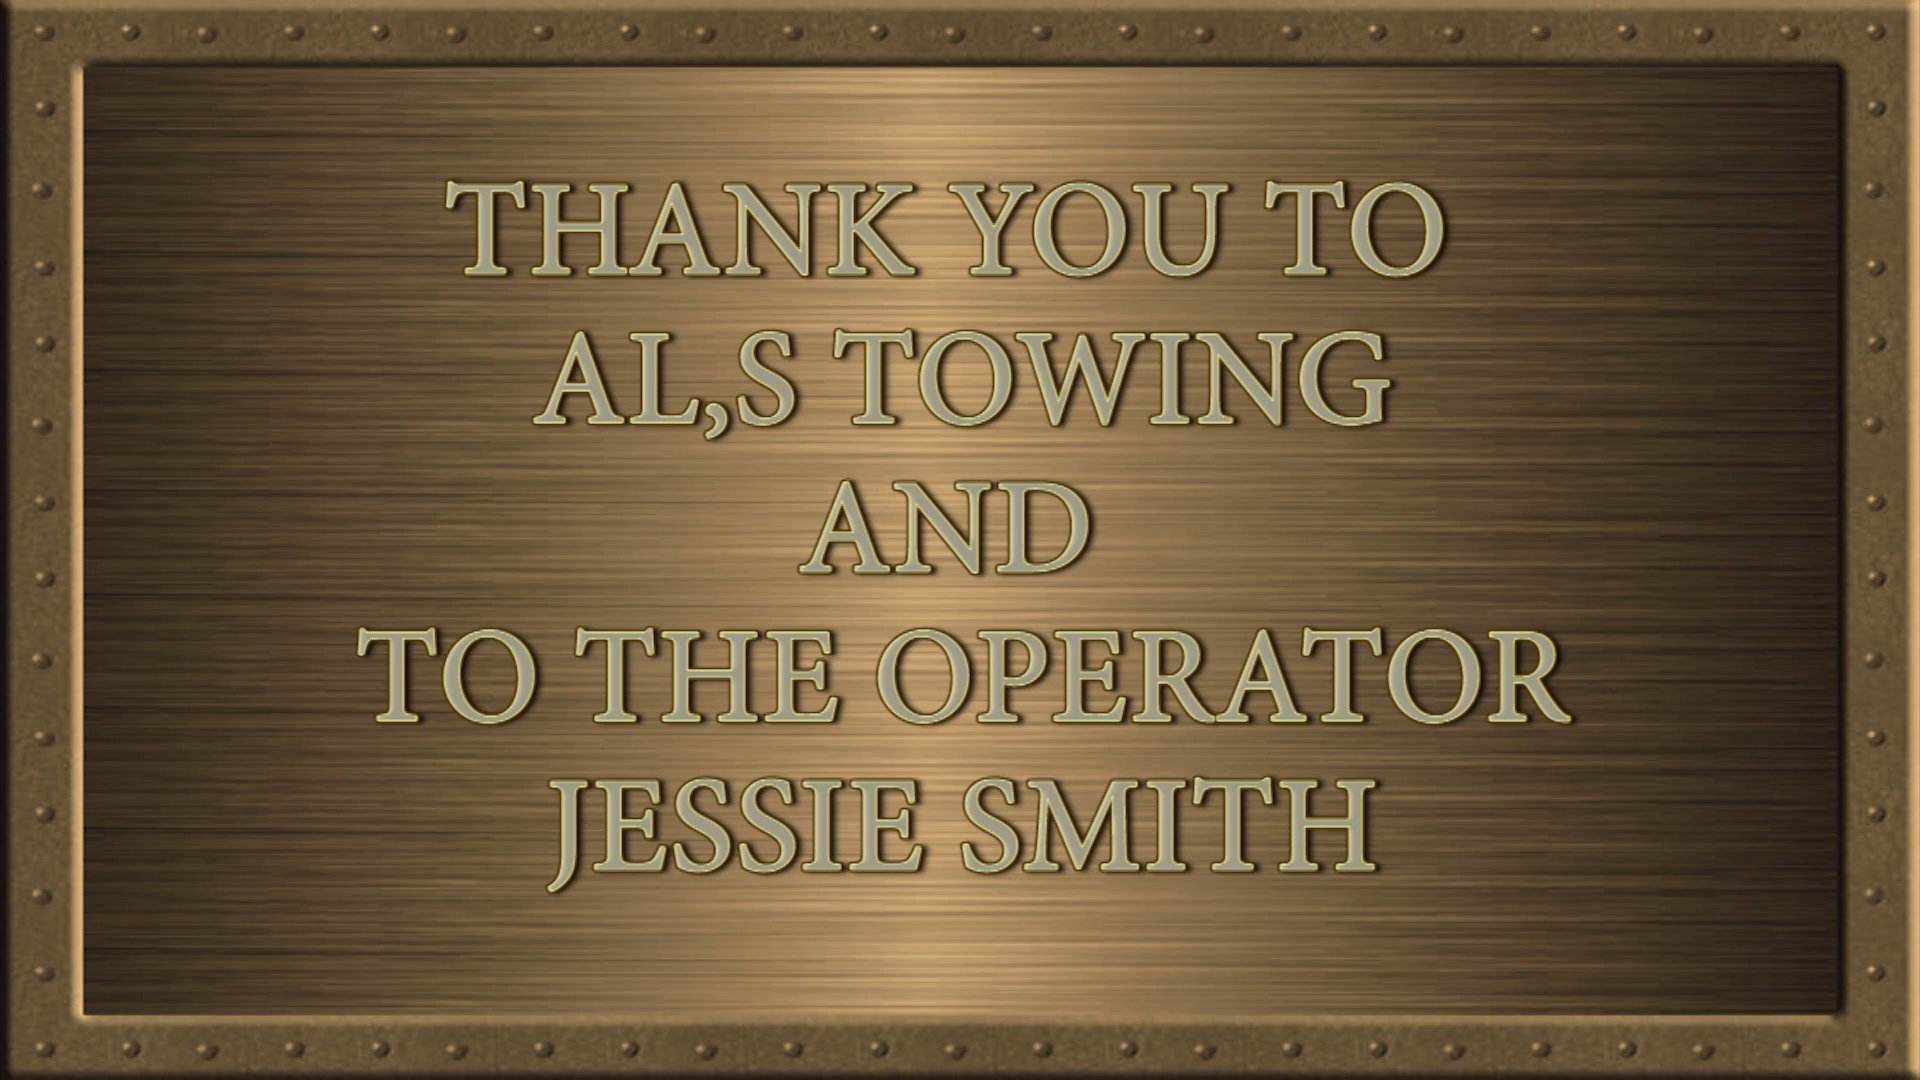 THANK YOU TO
AL,S TOWING
AND
TO THE OPERATOR
JESSIE SMITH